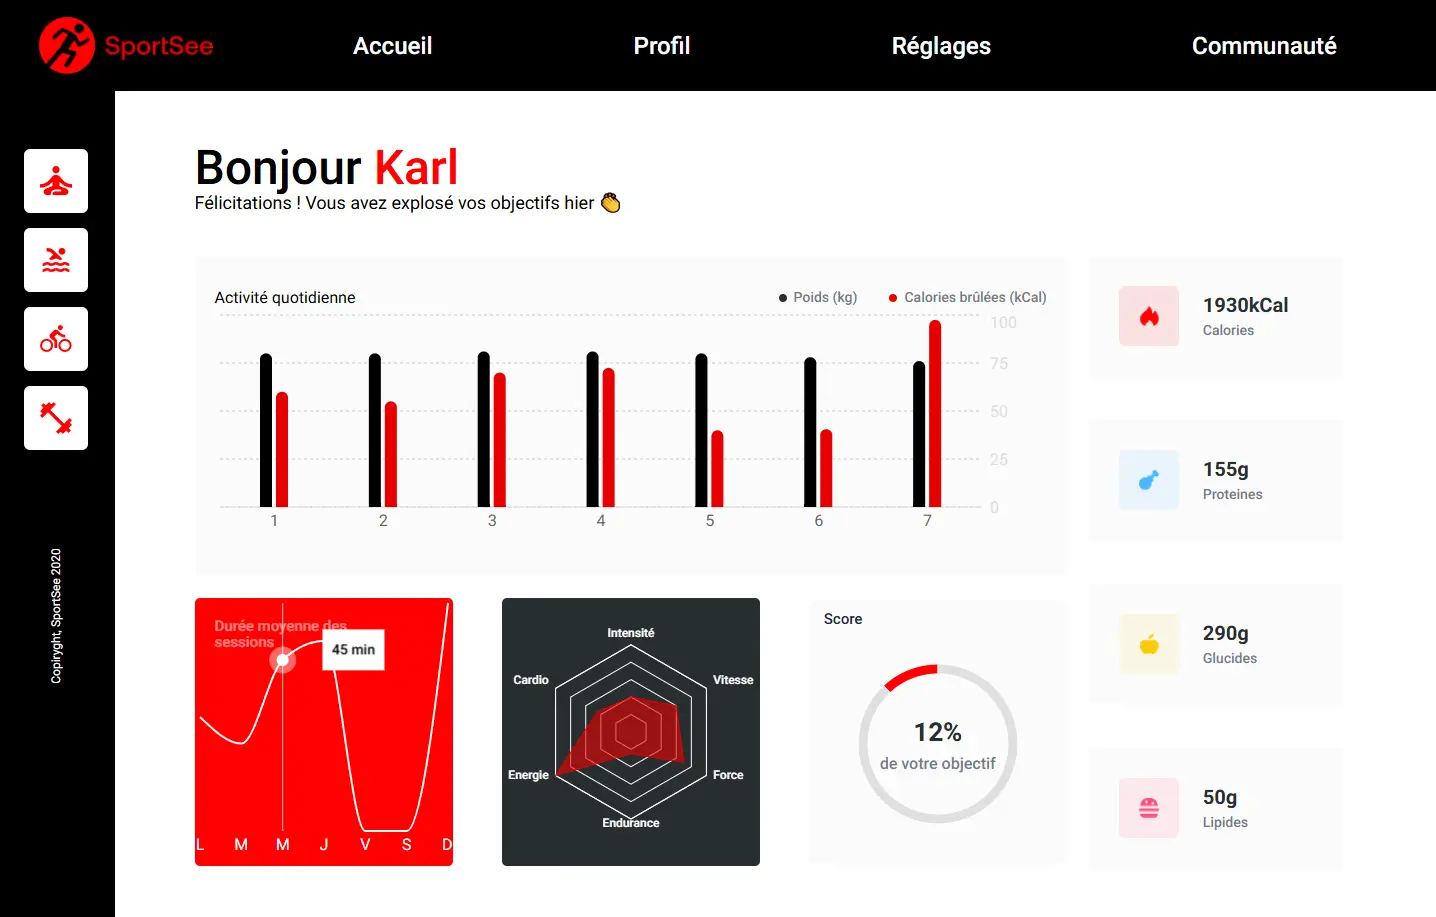 SportSee
Accueil
Profil
Réglages
Communauté
Bonjour Karl
Félicitations ! Vous avez explosé vos objectifs hier 👏
Activité quotidienne
Poids (kg)
Calories brûlées (kCal)
100
75
50
25
0
1 2 3 4 5 6 7
1930kCal
Calories
155g
Proteines
290g
Glucides
50g
Lipides
Durée moyenne des
sessions
45 min
L M M J V S D
Intensité
Vitesse
Force
Endurance
Energie
Cardio
Score
12%
de votre objectif
Copiryght, SportSee 2020